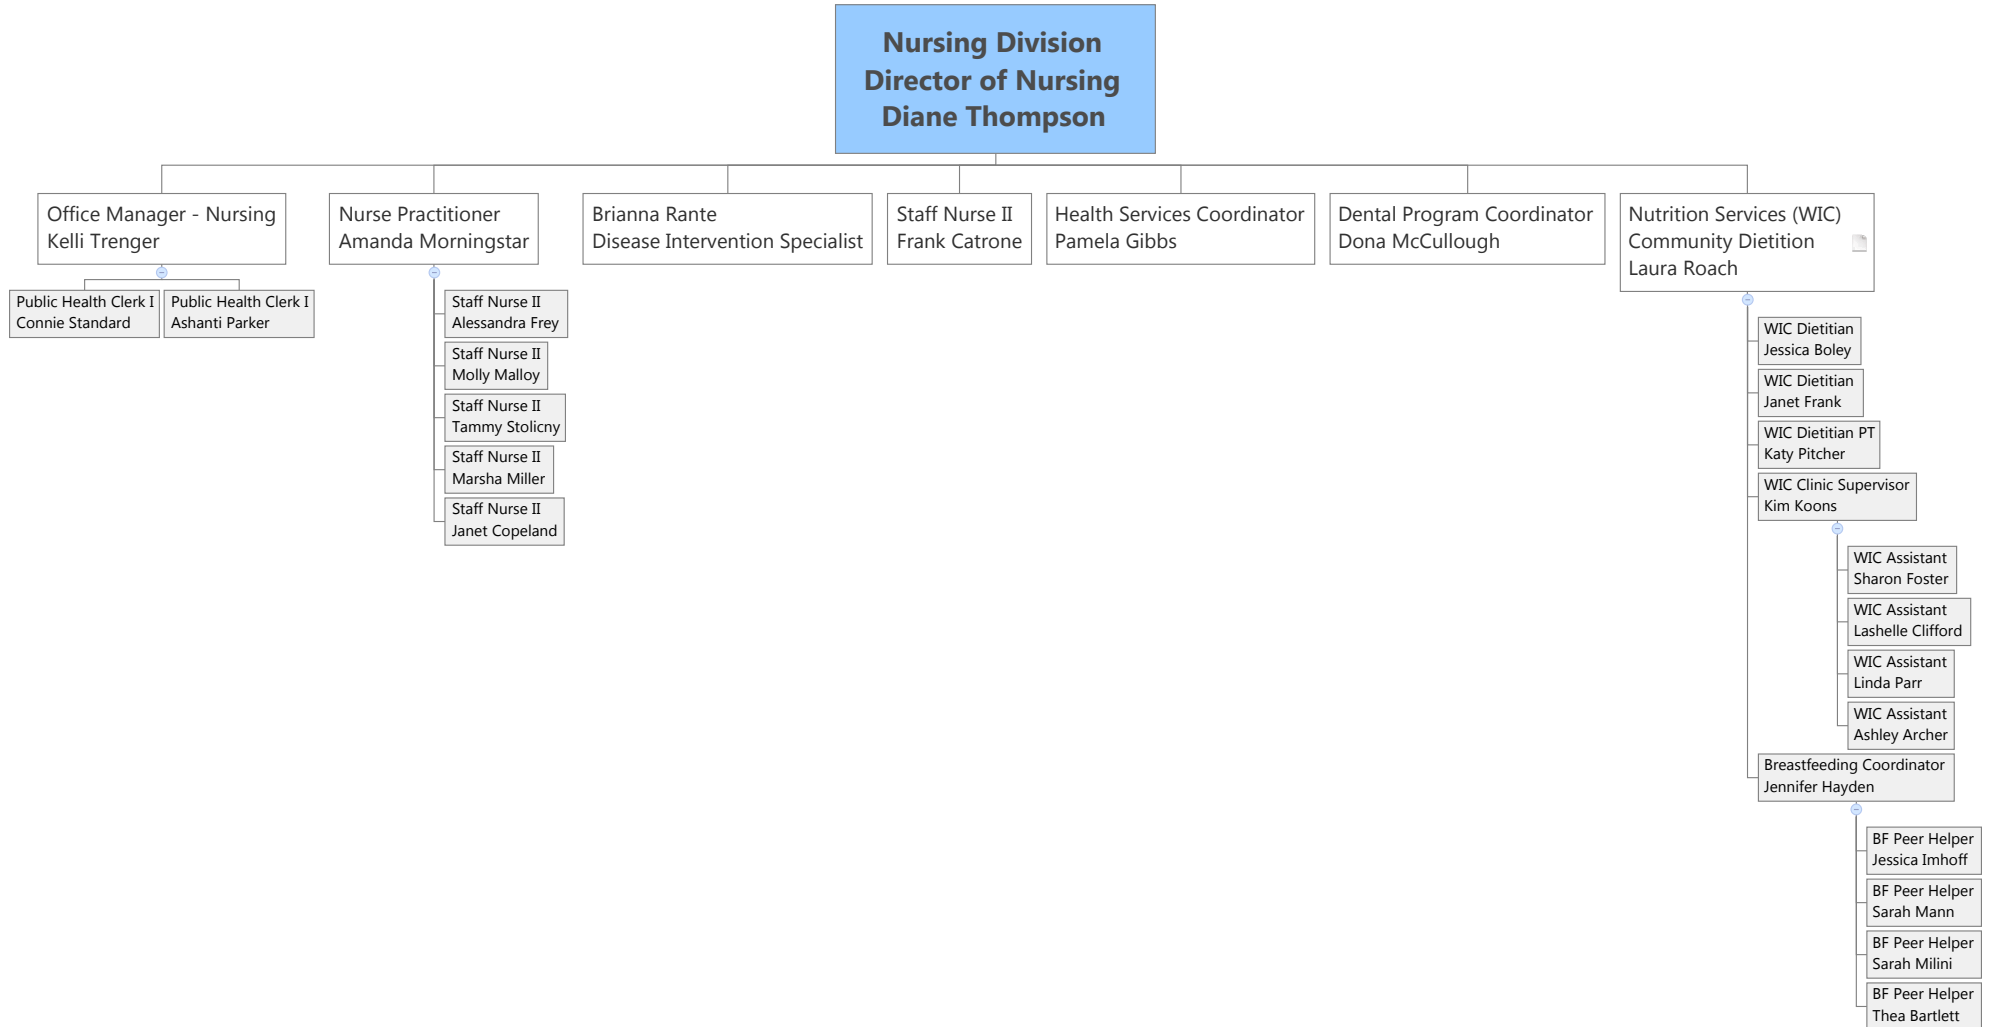 Nursing Division
Director of Nursing
Diane Thompson
Office Manager - Nursing
Kelli Trenger
Public Health Clerk I
Connie Standard
Public Health Clerk I
Ashanti Parker
Nurse Practitioner
Amanda Morningstar
Staff Nurse II
Alessandra Frey
Staff Nurse II
Molly Malloy
Staff Nurse II
Tammy Stolicny
Staff Nurse II
Marsha Miller
Staff Nurse II
Janet Copeland
Brianna Rante
Disease Intervention Specialist
Staff Nurse II
Frank Catrone
Health Services Coordinator
Pamela Gibbs
Dental Program Coordinator
Dona McCullough
Nutrition Services (WIC)
Community Dietition
Laura Roach
WIC Dietitian
Jessica Boley
WIC Dietitian
Janet Frank
WIC Dietitian PT
Katy Pitcher
WIC Clinic Supervisor
Kim Koons
WIC Assistant
Sharon Foster
WIC Assistant
Lashelle Clifford
WIC Assistant
Linda Parr
WIC Assistant
Ashley Archer
Breastfeeding Coordinator
Jennifer Hayden
BF Peer Helper
Jessica Imhoff
BF Peer Helper
Sarah Mann
BF Peer Helper
Sarah Milini
BF Peer Helper
Thea Bartlett